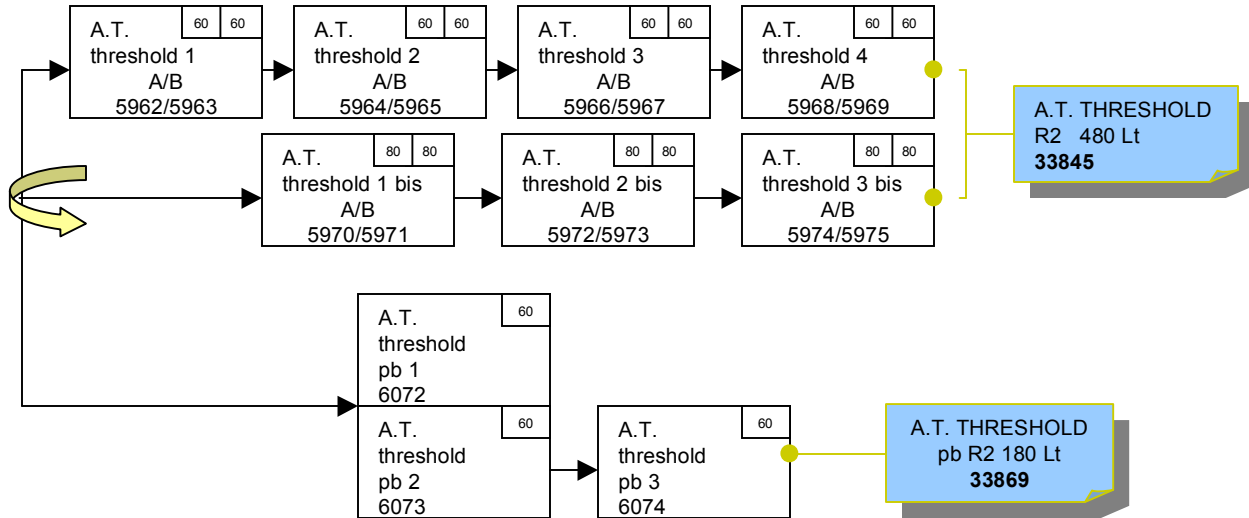 A.T.
60 60
threshold 1
A/B
5962/5963
A.T.
60 60
threshold 2
A/B
5964/5965
A.T.
60 60
threshold 3
A/B
5966/5967
A.T.
60 60
threshold 4
A/B
5968/5969
A.T. THRESHOLD
R2 480 Lt
33845
A.T.
80 80
threshold 1 bis
A/B
5970/5971
A.T.
80 80
threshold 2 bis
A/B
5972/5973
A.T.
80 80
threshold 3 bis
A/B
5974/5975
A.T.
60
threshold
pb 1
6072
A.T.
60
threshold
pb 2
6073
A.T.
60
threshold
pb 3
6074
A.T. THRESHOLD
pb R2 180 Lt
33869